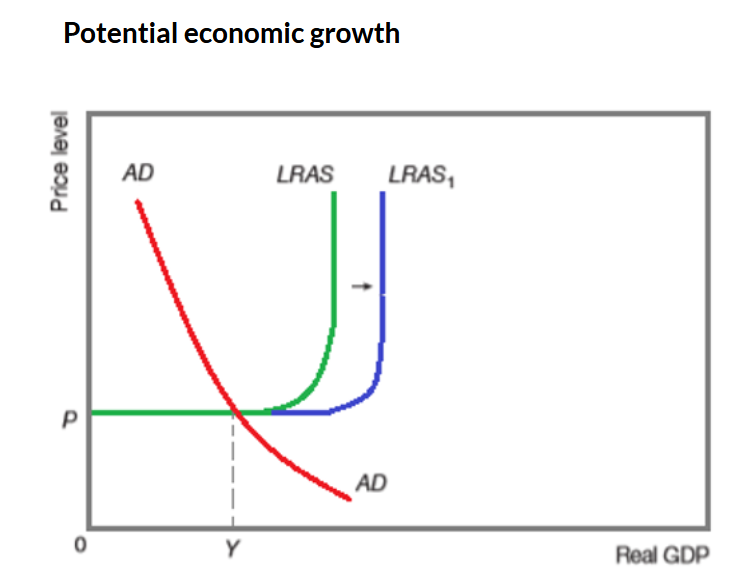 Potential economic growth
Price level
AD
LRAS
LRAS₁
P
AD
0
Y
Real GDP